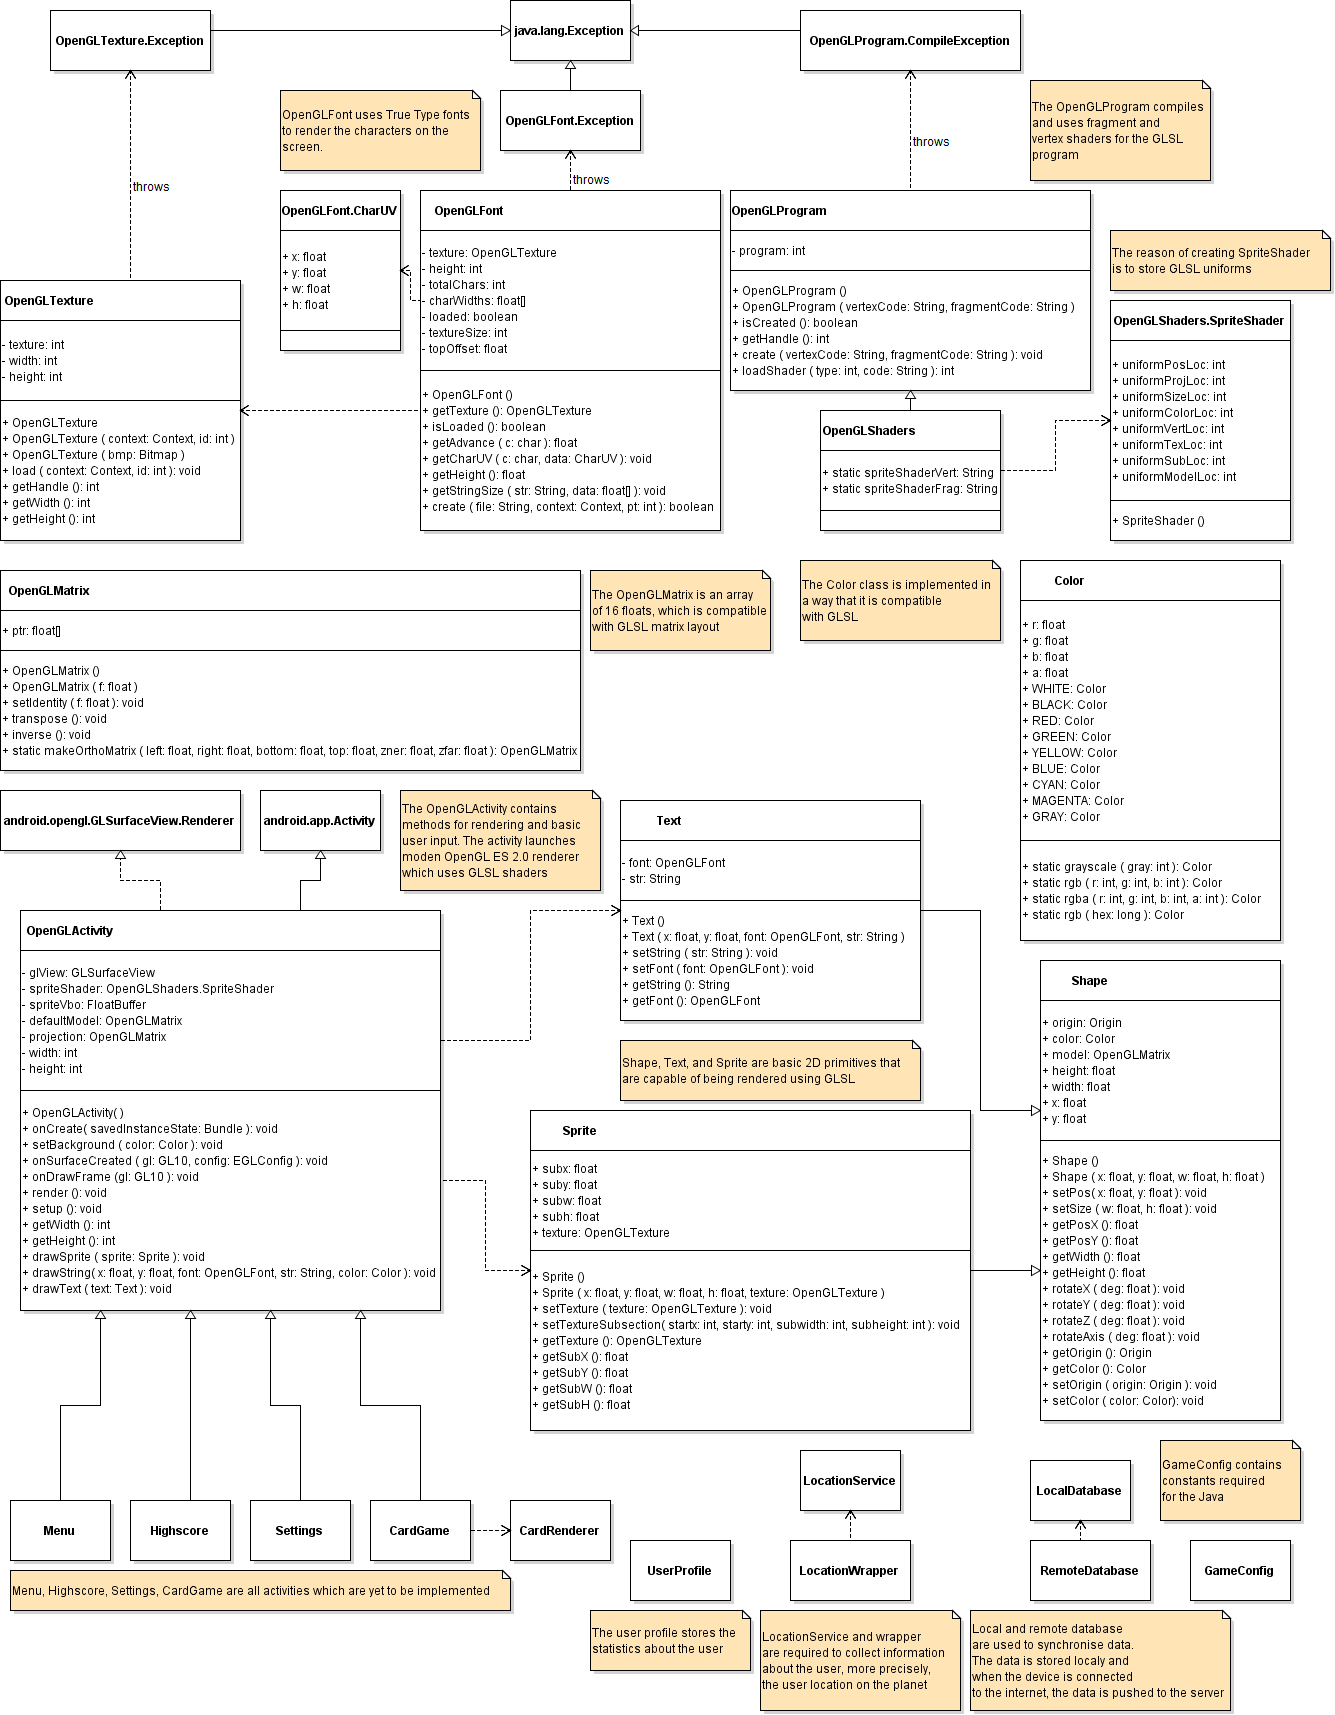 OpenGLTexture.Exception
java.lang.Exception
OpenGLProgram.CompileException
OpenGLFont uses True Type fonts
to render the characters on the
screen.
OpenGLFont.Exception
The OpenGLProgram compiles
and uses fragment and
vertex shaders for the GLSL
program
throws
throws
throws
OpenGLFont.CharUV
+ x: float
+ y: float
+ w: float
+ h: float
OpenGLFont
- texture: OpenGLTexture
- height: int
- totalChars: int
- charWidths: float[]
- loaded: boolean
- textureSize: int
- topOffset: float
+ OpenGLFont ()
+ getTexture (): OpenGLTexture
+ isLoaded (): boolean
+ getAdvance ( c: char ): float
+ getCharUV ( c: char, data: CharUV ): void
+ getHeight (): float
+ getStringSize ( str: String, data: float[] ): void
+ create ( file: String, context: Context, pt: int ): boolean
OpenGLProgram
- program: int
+ OpenGLProgram ()
+ OpenGLProgram ( vertexCode: String, fragmentCode: String )
+ isCreated (): boolean
+ getHandle (): int
+ create ( vertexCode: String, fragmentCode: String ): void
+ loadShader ( type: int, code: String ): int
The reason of creating SpriteShader
is to store GLSL uniforms
OpenGLTexture
- texture: int
- width: int
- height: int
+ OpenGLTexture
+ OpenGLTexture ( context: Context, id: int )
+ OpenGLTexture ( bmp: Bitmap )
+ load ( context: Context, id: int ): void
+ getHandle (): int
+ getWidth (): int
+ getHeight (): int
OpenGLShaders
+ static spriteShaderVert: String
+ static spriteShaderFrag: String
OpenGLShaders.SpriteShader
+ uniformPosLoc: int
+ uniformProjLoc: int
+ uniformSizeLoc: int
+ uniformColorLoc: int
+ uniformVertLoc: int
+ uniformTexLoc: int
+ uniformSubLoc: int
+ uniformModelLoc: int
+ SpriteShader ()
OpenGLMatrix
+ ptr: float[]
+ OpenGLMatrix ()
+ OpenGLMatrix ( f: float )
+ setIdentity ( f: float ): void
+ transpose (): void
+ inverse (): void
+ static makeOrthoMatrix ( left: float, right: float, bottom: float, top: float, zner: float, zfar: float ): OpenGLMatrix
The OpenGLMatrix is an array
of 16 floats, which is compatible
with GLSL matrix layout
The Color class is implemented in
a way that it is compatible
with GLSL
Color
+ r: float
+ g: float
+ b: float
+ a: float
+ WHITE: Color
+ BLACK: Color
+ RED: Color
+ GREEN: Color
+ YELLOW: Color
+ BLUE: Color
+ CYAN: Color
+ MAGENTA: Color
+ GRAY: Color
+ static grayscale ( gray: int ): Color
+ static rgb ( r: int, g: int, b: int ): Color
+ static rgba ( r: int, g: int, b: int, a: int ): Color
+ static rgb ( hex: long ): Color
android.opengl.GLSurfaceView.Renderer
android.app.Activity
The OpenGLActivity contains
methods for rendering and basic
user input. The activity launches
moden OpenGL ES 2.0 renderer
which uses GLSL shaders
Text
- font: OpenGLFont
- str: String
+ Text ()
+ Text ( x: float, y: float, font: OpenGLFont, str: String )
+ setString ( str: String ): void
+ setFont ( font: OpenGLFont ): void
+ getString (): String
+ getFont (): OpenGLFont
OpenGLActivity
- glView: GLSurfaceView
- spriteShader: OpenGLShaders.SpriteShader
- spriteVbo: FloatBuffer
- defaultModel: OpenGLMatrix
- projection: OpenGLMatrix
- width: int
- height: int
+ OpenGLActivity( )
+ onCreate( savedInstanceState: Bundle ): void
+ setBackground ( color: Color ): void
+ onSurfaceCreated ( gl: GL10, config: EGLConfig ): void
+ onDrawFrame (gl: GL10 ): void
+ render (): void
+ setup (): void
+ getWidth (): int
+ getHeight (): int
+ drawSprite ( sprite: Sprite ): void
+ drawString( x: float, y: float, font: OpenGLFont, str: String, color: Color ): void
+ drawText ( text: Text ): void
Shape, Text, and Sprite are basic 2D primitives that
are capable of being rendered using GLSL
Shape
+ origin: Origin
+ color: Color
+ model: OpenGLMatrix
+ height: float
+ width: float
+ x: float
+ y: float
+ Shape ()
+ Shape ( x: float, y: float, w: float, h: float )
+ setPos( x: float, y: float ): void
+ setSize ( w: float, h: float ): void
+ getPosX (): float
+ getPosY (): float
+ getWidth (): float
+ getHeight (): float
+ rotateX ( deg: float ): void
+ rotateY ( deg: float ): void
+ rotateZ ( deg: float ): void
+ rotateAxis ( deg: float ): void
+ getOrigin (): Origin
+ getColor (): Color
+ setOrigin ( origin: Origin ): void
+ setColor ( color: Color): void
Sprite
+ subx: float
+ suby: float
+ subw: float
+ subh: float
+ texture: OpenGLTexture
+ Sprite ()
+ Sprite ( x: float, y: float, w: float, h: float, texture: OpenGLTexture )
+ setTexture ( texture: OpenGLTexture ): void
+ setTextureSubsection( startx: int, starty: int, subwidth: int, subheight: int ): void
+ getTexture (): OpenGLTexture
+ getSubX (): float
+ getSubY (): float
+ getSubW (): float
+ getSubH (): float
Menu
Highscore
Settings
CardGame
CardRenderer
Menu, Highscore, Settings, CardGame are all activities which are yet to be implemented
UserProfile
The user profile stores the
statistics about the user
LocationService
LocationWrapper
LocationService and wrapper
are required to collect information
about the user, more precisely,
the user location on the planet
LocalDatabase
RemoteDatabase
Local and remote database
are used to synchronise data.
The data is stored localy and
when the device is connected
to the internet, the data is pushed to the server
GameConfig contains
constants required
for the Java
GameConfig